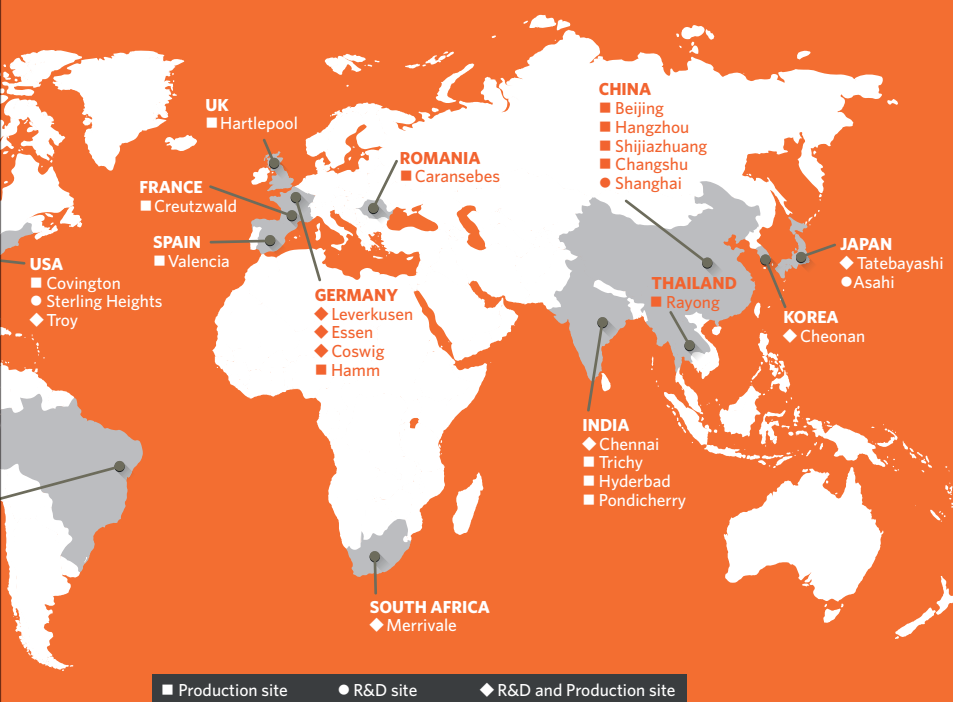 UK
Hartlepool
FRANCE
Creutzwald
SPAIN
Valencia
USA
Covington
Sterling Heights
Troy
ROMANIA
Caransebes
GERMANY
Leverkusen
Essen
Coswig
Hamm
CHINA
Beijing
Hangzhou
Shijiazhuang
Changshu
Shanghai
THAILAND
Rayong
JAPAN
Tatebayashi
Asahi
KOREA
Cheonan
INDIA
Chennai
Trichy
Hyderbad
Pondicherry
SOUTH AFRICA
Merrivale
Production site
R&D site
R&D and Production site